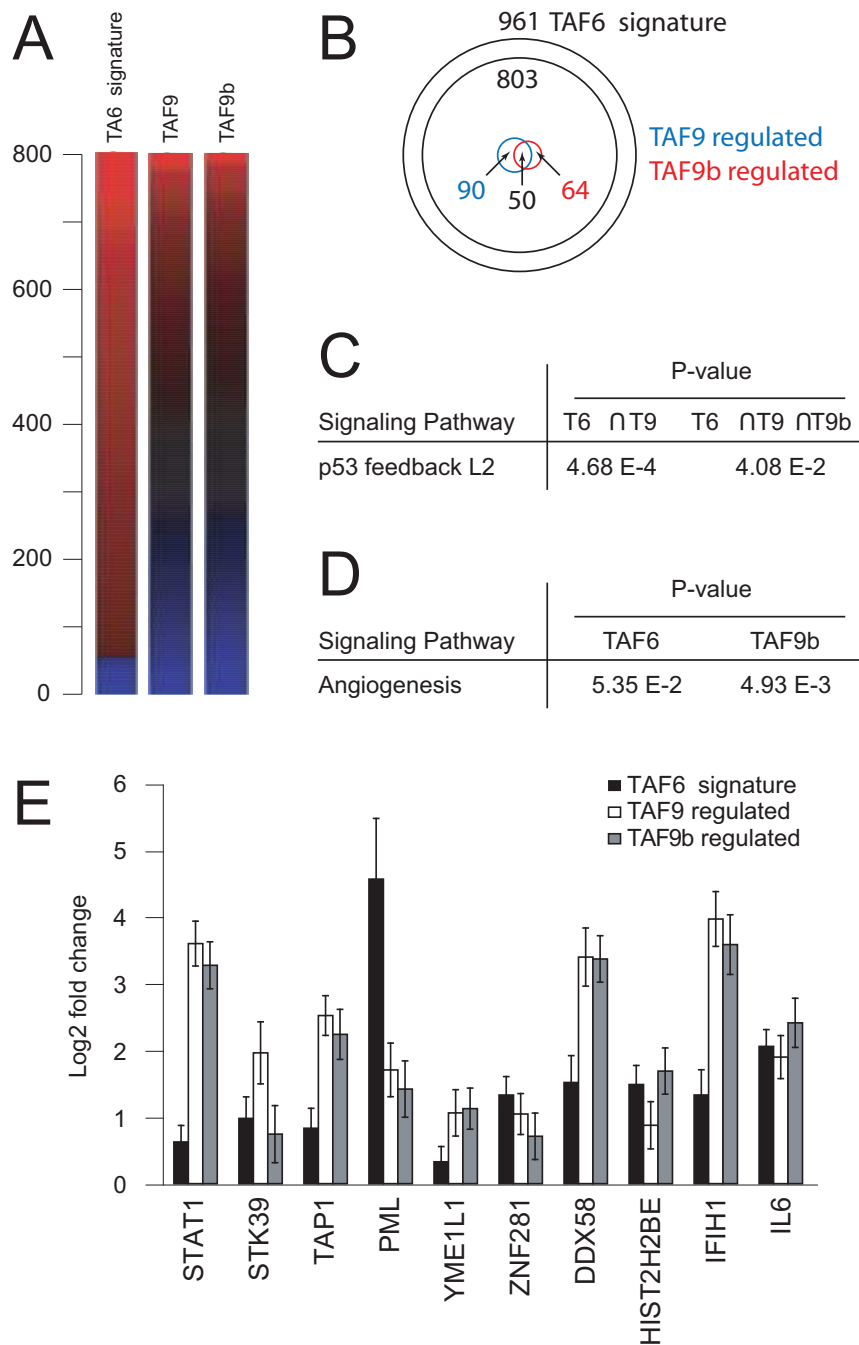 A
TA6 signature
TAF9
TAF9b
800
600
400
200
0
B
961 TAF6 signature
803
90
50
64
TAF9 regulated
TAF9b regulated
C
P-value
Signaling Pathway
T6 ∩T9
T6 ∩T9 ∩T9b
p53 feedback L2
4.68 E-4
4.08 E-2
D
P-value
Signaling Pathway
TAF6
TAF9b
Angiogenesis
5.35 E-2
4.93 E-3
E
TAF6 signature
TAF9 regulated
TAF9b regulated
Log2 fold change
6
5
4
3
2
1
0
STAT1
STK39
TAP1
PML
YME1L1
ZNF281
DDX58
HIST2H2BE
IFIH1
IL6